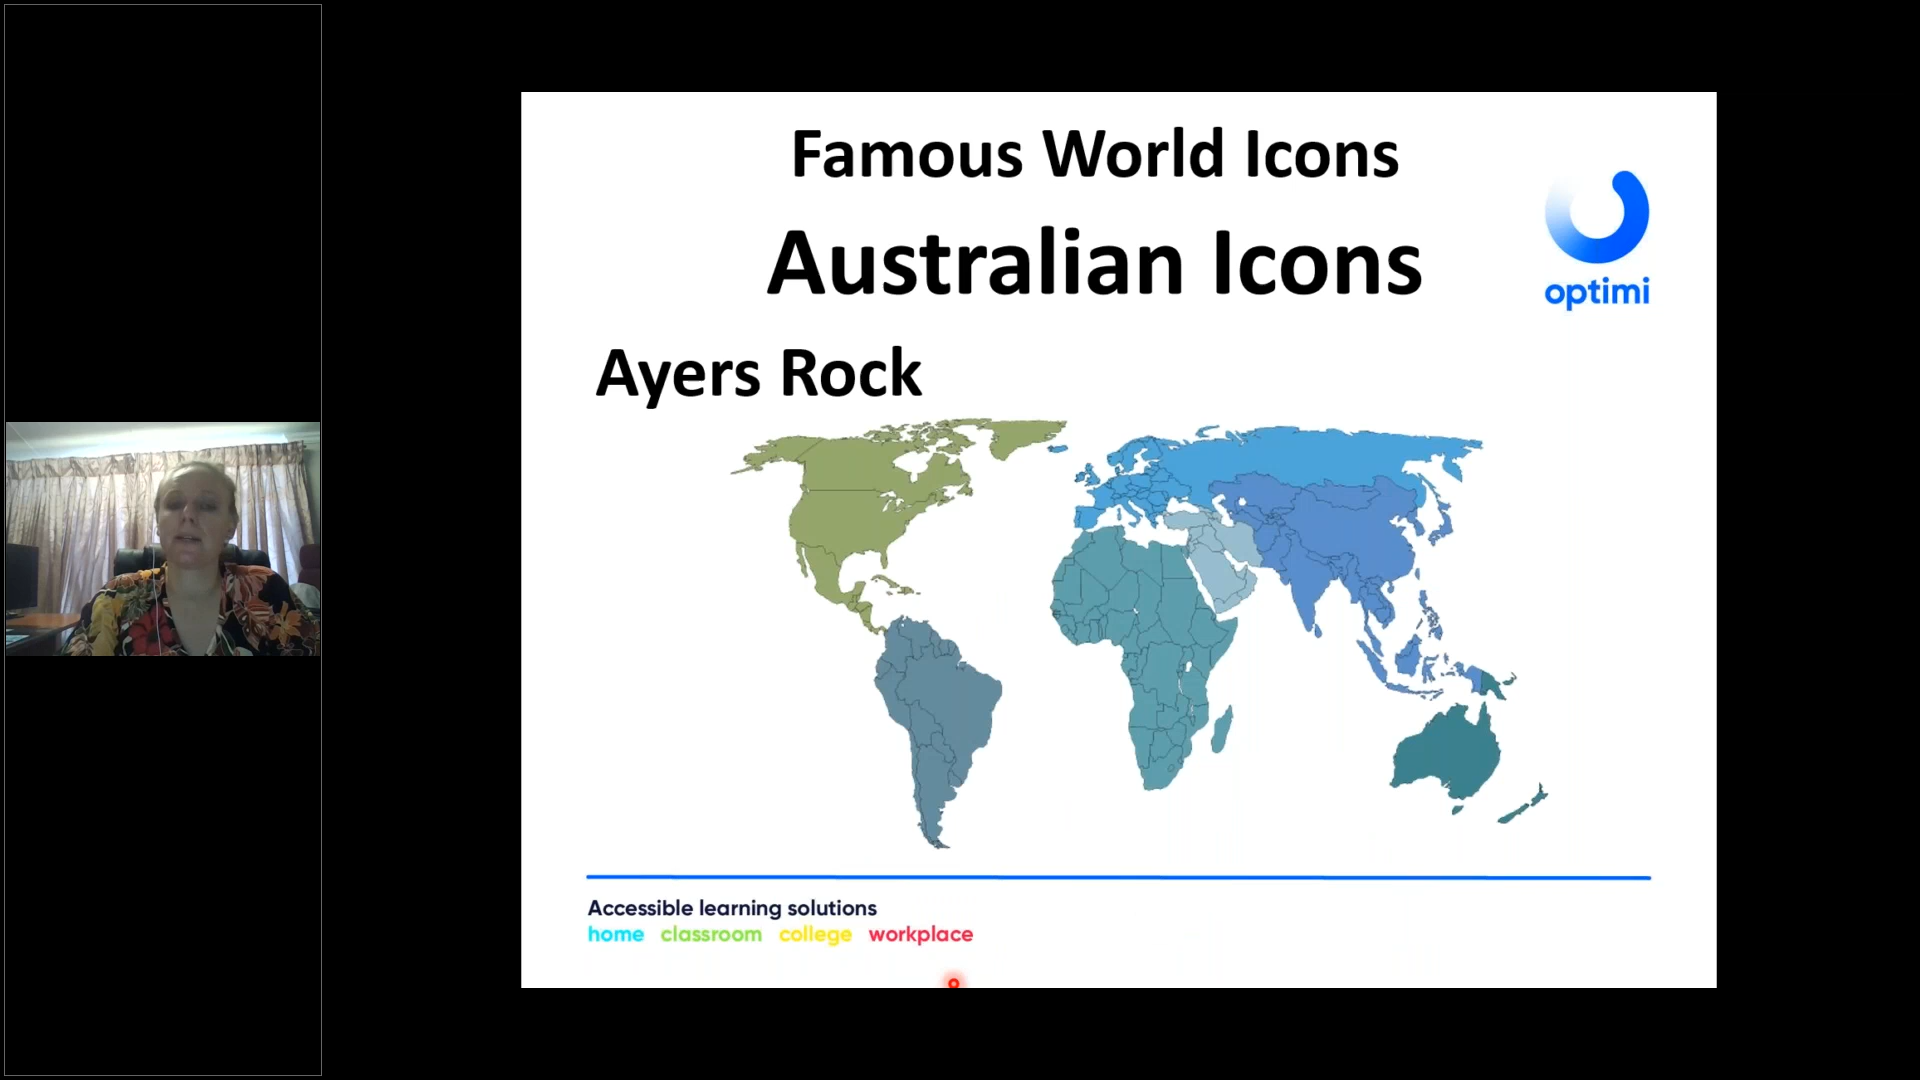 Famous World Icons
Australian Icons
optimi
Ayers Rock
Accessible learning solutions
home classroom college workplace